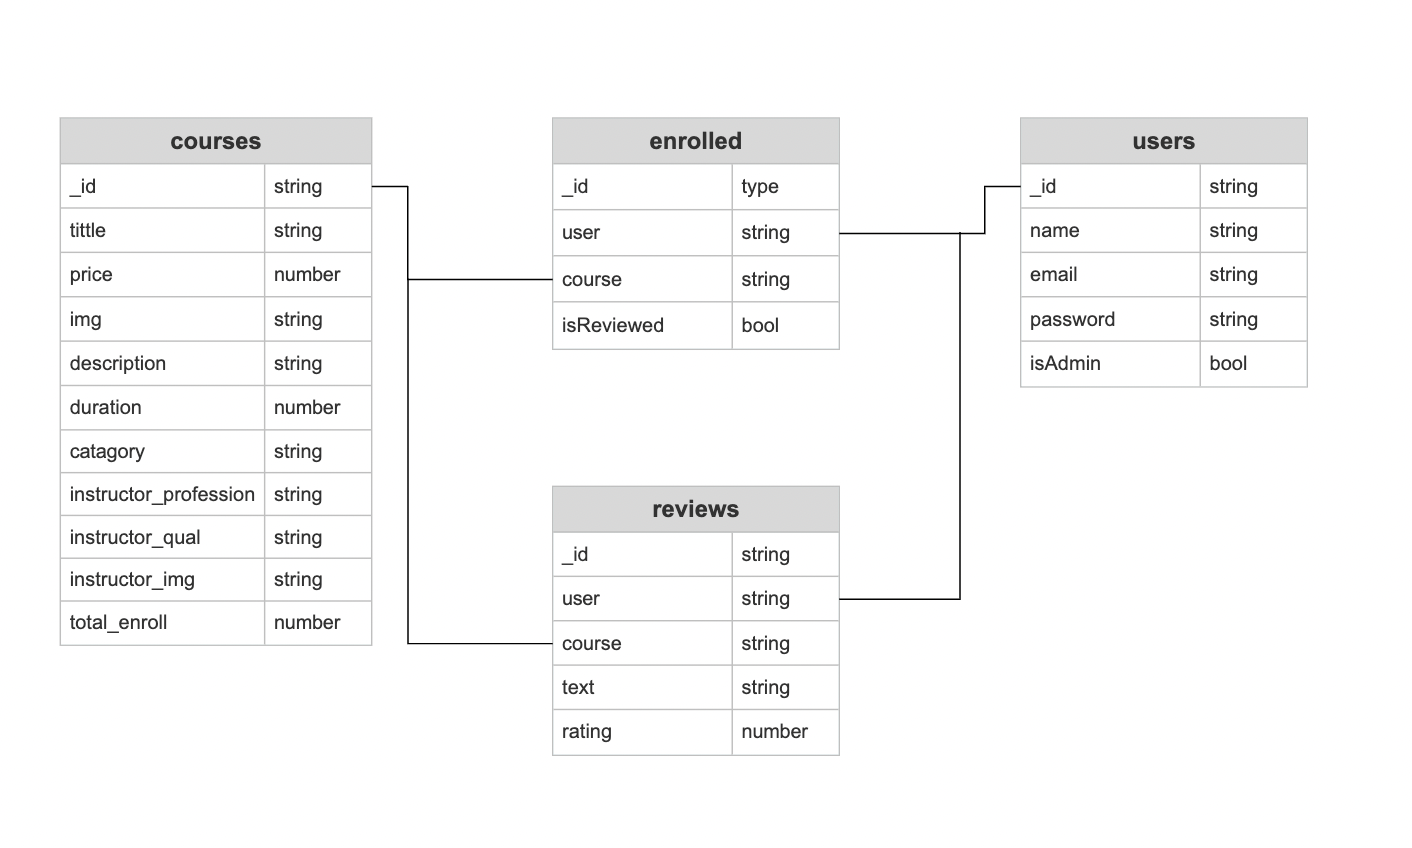 courses
_id string
tittle string
price number
img string
description string
duration number
catagory string
instructor_profession string
instructor_qual string
instructor_img string
total_enroll number
enrolled
_id type
user string
course string
isReviewed bool
reviews
_id string
user string
course string
text string
rating number
users
_id string
name string
email string
password string
isAdmin bool